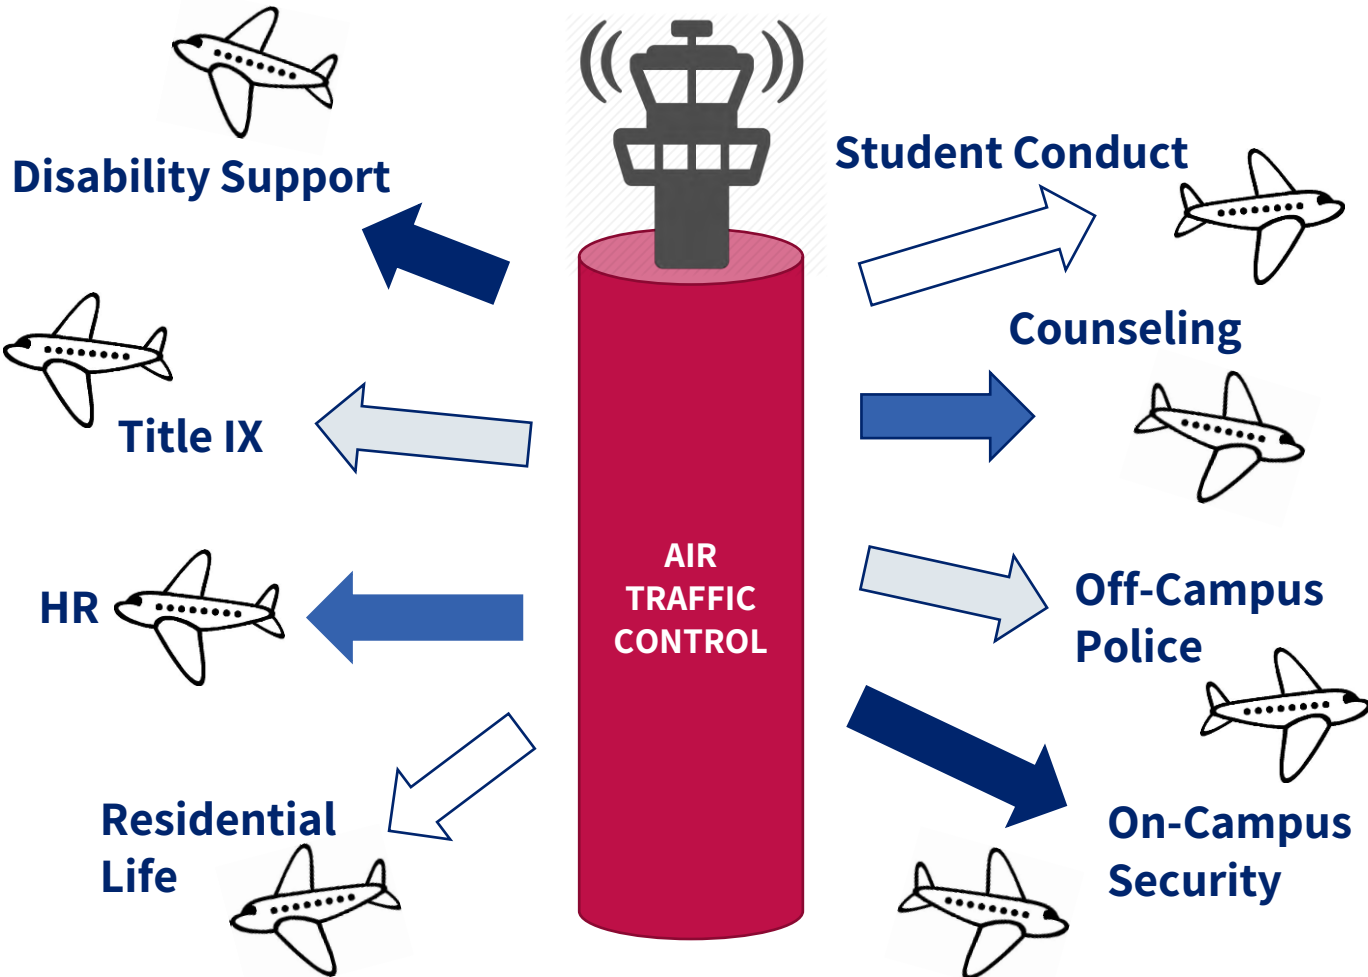 Disability Support
Title IX
HR
Residential
Life
AIR
TRAFFIC
CONTROL
Student Conduct
Counseling
Off-Campus
Police
On-Campus
Security